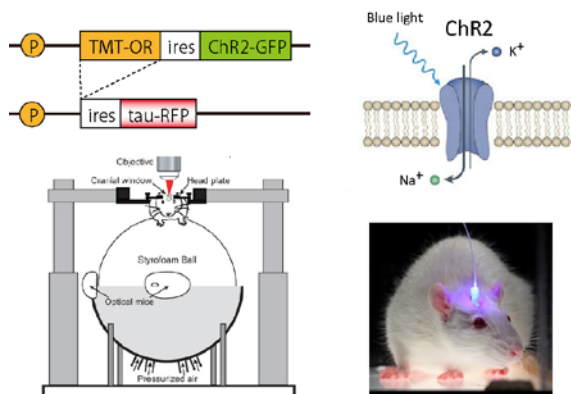 P
TMT-OR
ires
ChR2-GFP
P
ires
tau-RFP
Objective
Cranial window
Head plate
Styrofoam Ball
Optical mice
Pressurized air
Blue light
ChR2
K+
Na+